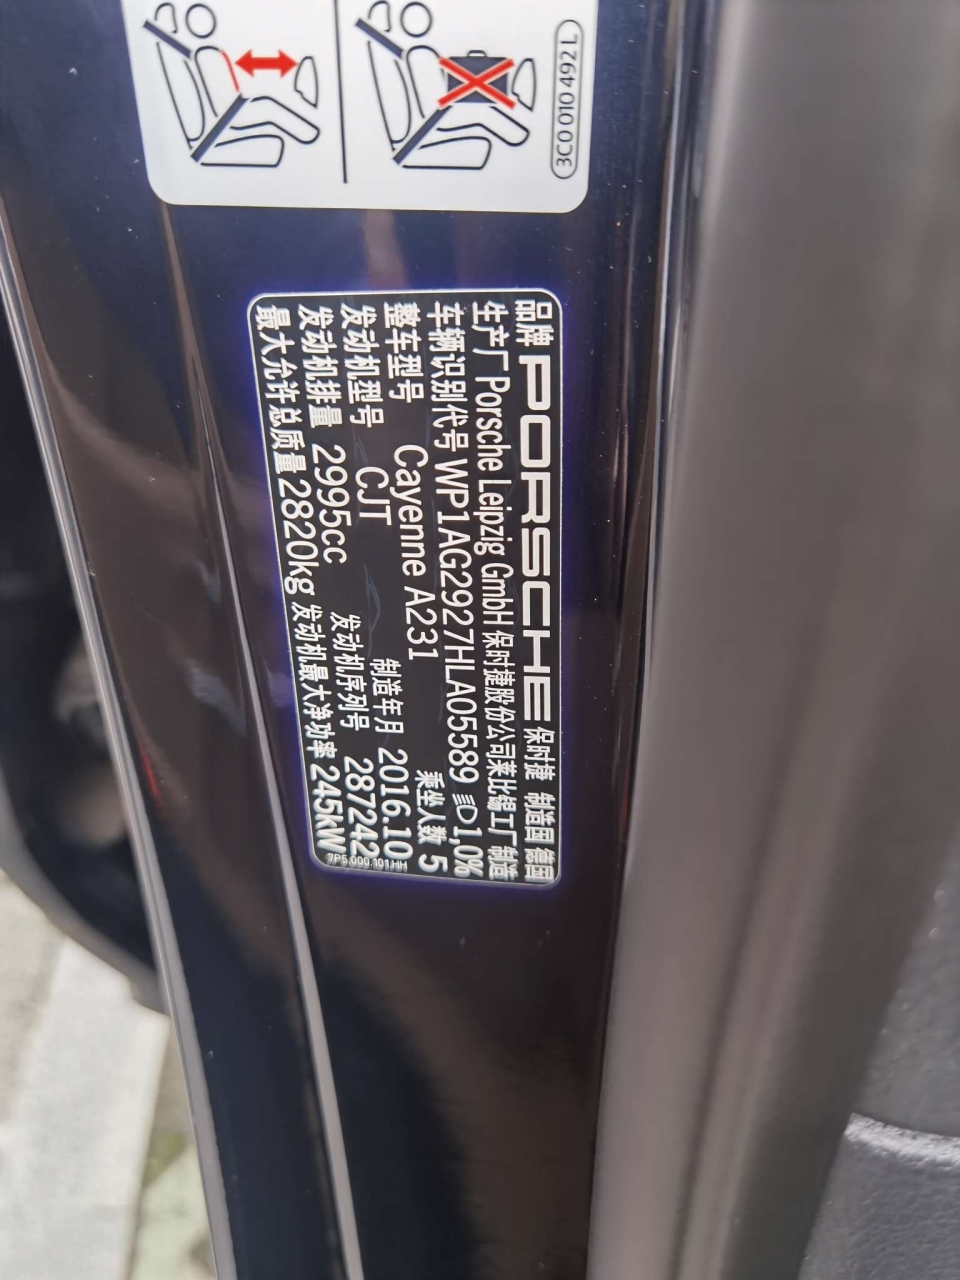 3C0 010 492 L
品牌 PORSCHE 保时捷 制造国 德国
生产厂 Porsche Leipzig GmbH 保时捷股份公司莱比锡工厂 制造
车辆识别代号 WP1AG2927HLA05589 1,0%
整车型号 Cayenne A231 乘坐人数 5
发动机型号 CJT 制造年月 2016.10
发动机排量 2995cc 发动机序列号 287242
最大允许总质量 2820kg 发动机最大净功率 245kW
7P5.000.101.HH